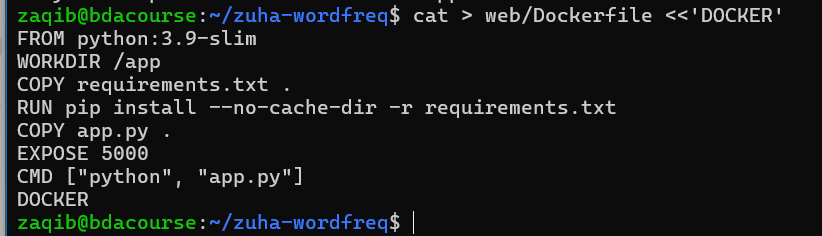 zaqib@bdacourse:~/zuha-wordfreq$ cat > web/Dockerfile <<'DOCKER'
FROM python:3.9-slim
WORKDIR /app
COPY requirements.txt .
RUN pip install --no-cache-dir -r requirements.txt
COPY app.py .
EXPOSE 5000
CMD ["python", "app.py"]
DOCKER
zaqib@bdacourse:~/zuha-wordfreq$